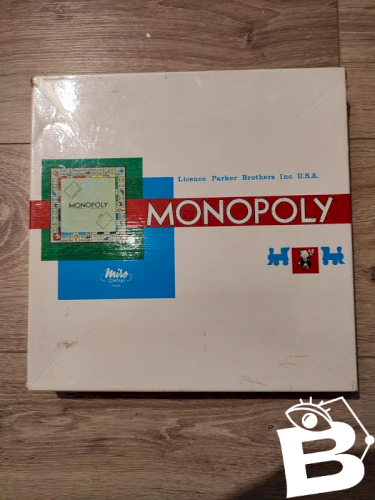 Licence Parker Brothers Inc. U.S.A.
MONOPOLY
MONOPOLY
Miro
COMPANY
B